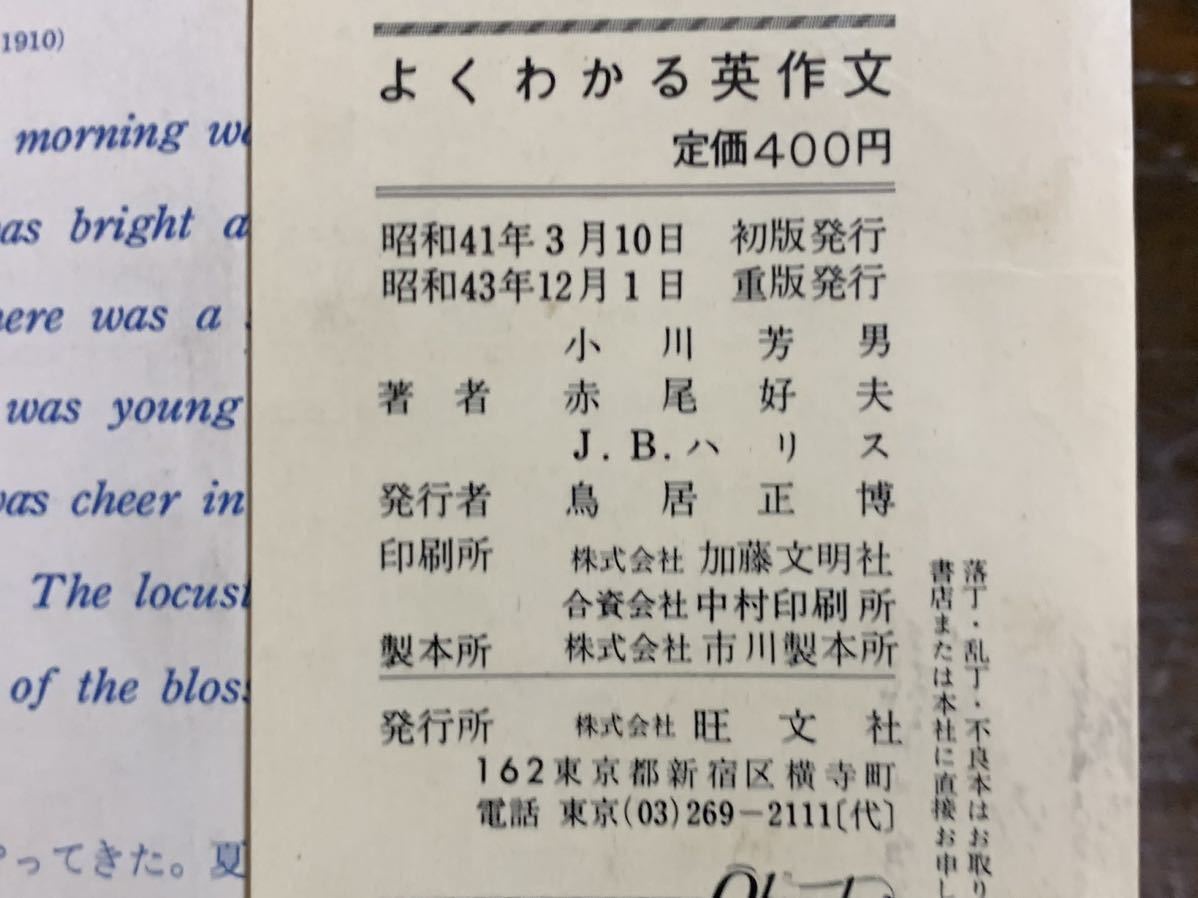 1910)
morning
as bright a
ere was a
was young
as cheer in
The locust
of the bloss
ってきた。夏
よくわかる英作文
定価400円
昭和41年3月10日 初版発行
昭和43年12月1日 重版発行
小川芳男
著者 赤尾好夫
J.B.ハリス
発行者 鳥居正博
印刷所 株式会社 加藤文明社
合資会社 中村印刷所
製本所 株式会社 市川製本所
発行所 株式会社 旺文社
162東京都新宿区横寺町
電話 東京(03)269-2111〔代〕
落丁・乱丁・不良本はお取り
書店または本社に直接お申し